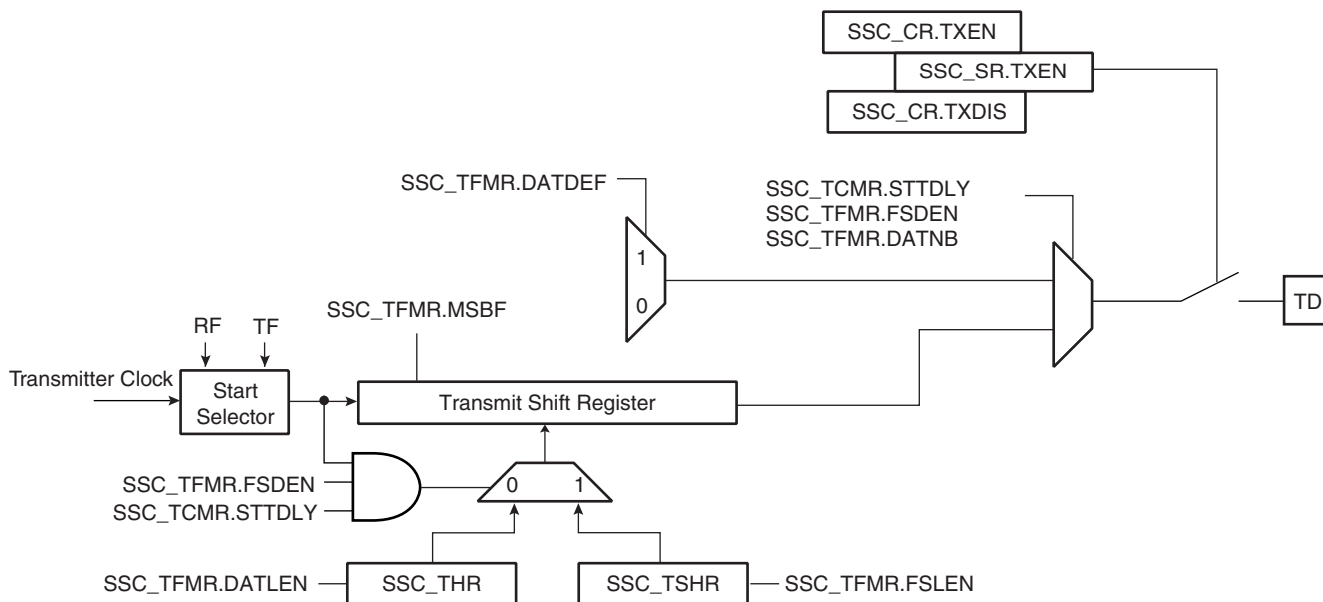 SSC_CR.TXEN
SSC_SR.TXEN
SSC_CR.TXDIS
SSC_TFMR.DATDEF
SSC_TCMR.STTDLY
SSC_TFMR.FSDEN
SSC_TFMR.DATNB
1
0
TD
SSC_TFMR.MSBF
RF
TF
Transmitter Clock
Start
Selector
Transmit Shift Register
SSC_TFMR.FSDEN
SSC_TCMR.STTDLY
0
1
SSC_TFMR.DATLEN
SSC_THR
SSC_TSHR
SSC_TFMR.FSLEN